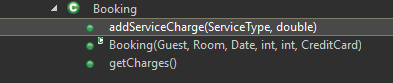 Booking
addServiceCharge(ServiceType, double)
Booking(Guest, Room, Date, int, int, CreditCard)
getCharges()